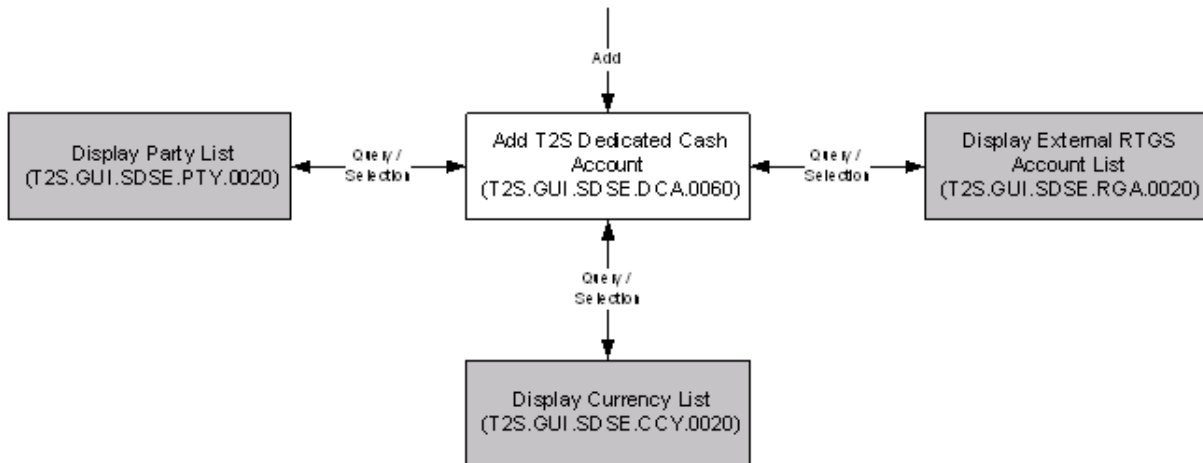 Add
Display Party List
(T2S.GUI.SDSE.PTY.0020)
Query /
Selection
Add T2S Dedicated Cash
Account
(T2S.GUI.SDSE.DCA.0060)
Query /
Selection
Display External RTGS
Account List
(T2S.GUI.SDSE.RGA.0020)
Query /
Selection
Display Currency List
(T2S.GUI.SDSE.CCY.0020)